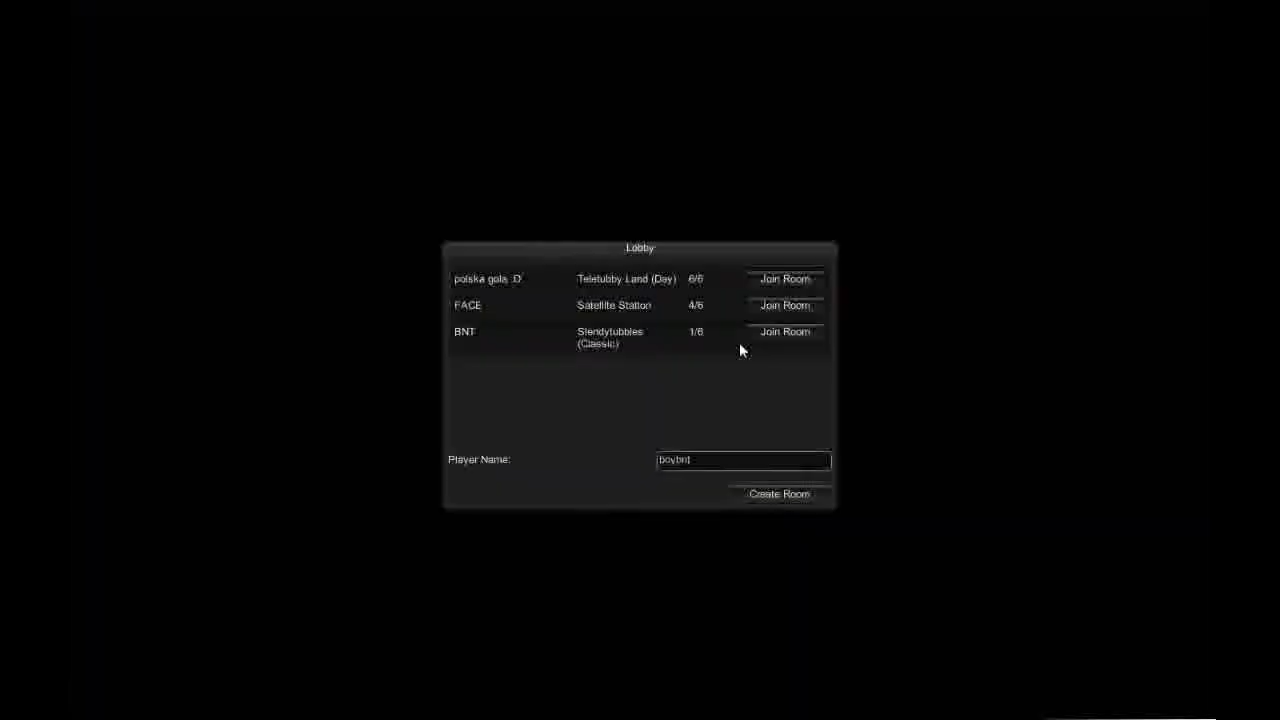 Lobby
polska gola :D Teletubby Land (Day) 6/6 Join Room
FACE Satellite Station 4/6 Join Room
BNT Slendytubbies 1/6 Join Room
(Classic)
Player Name: boybnt
Create Room